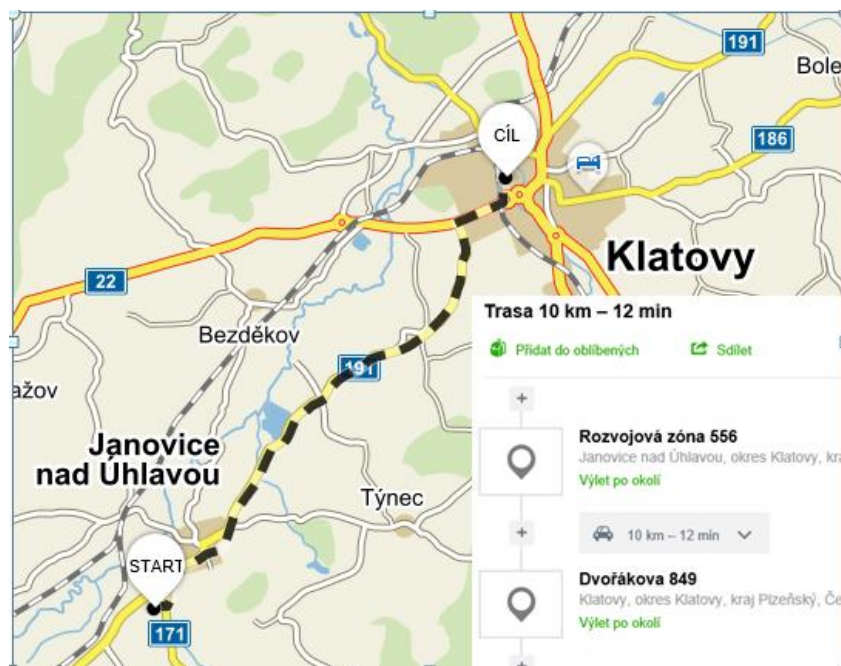 191
Bole
CÍL
186
Klatovy
22
Bezděkov
191
ažov
Janovice
nad Úhlavou
Týnec
START
171
Trasa 10 km – 12 min
Přidat do oblíbených
Sdílet
+
Rozvojová zóna 556
Janovice nad Úhlavou, okres Klatovy, kra
Výlet po okolí
+
10 km – 12 min
Dvořákova 849
Klatovy, okres Klatovy, kraj Plzeňský, Če
Výlet po okolí
+